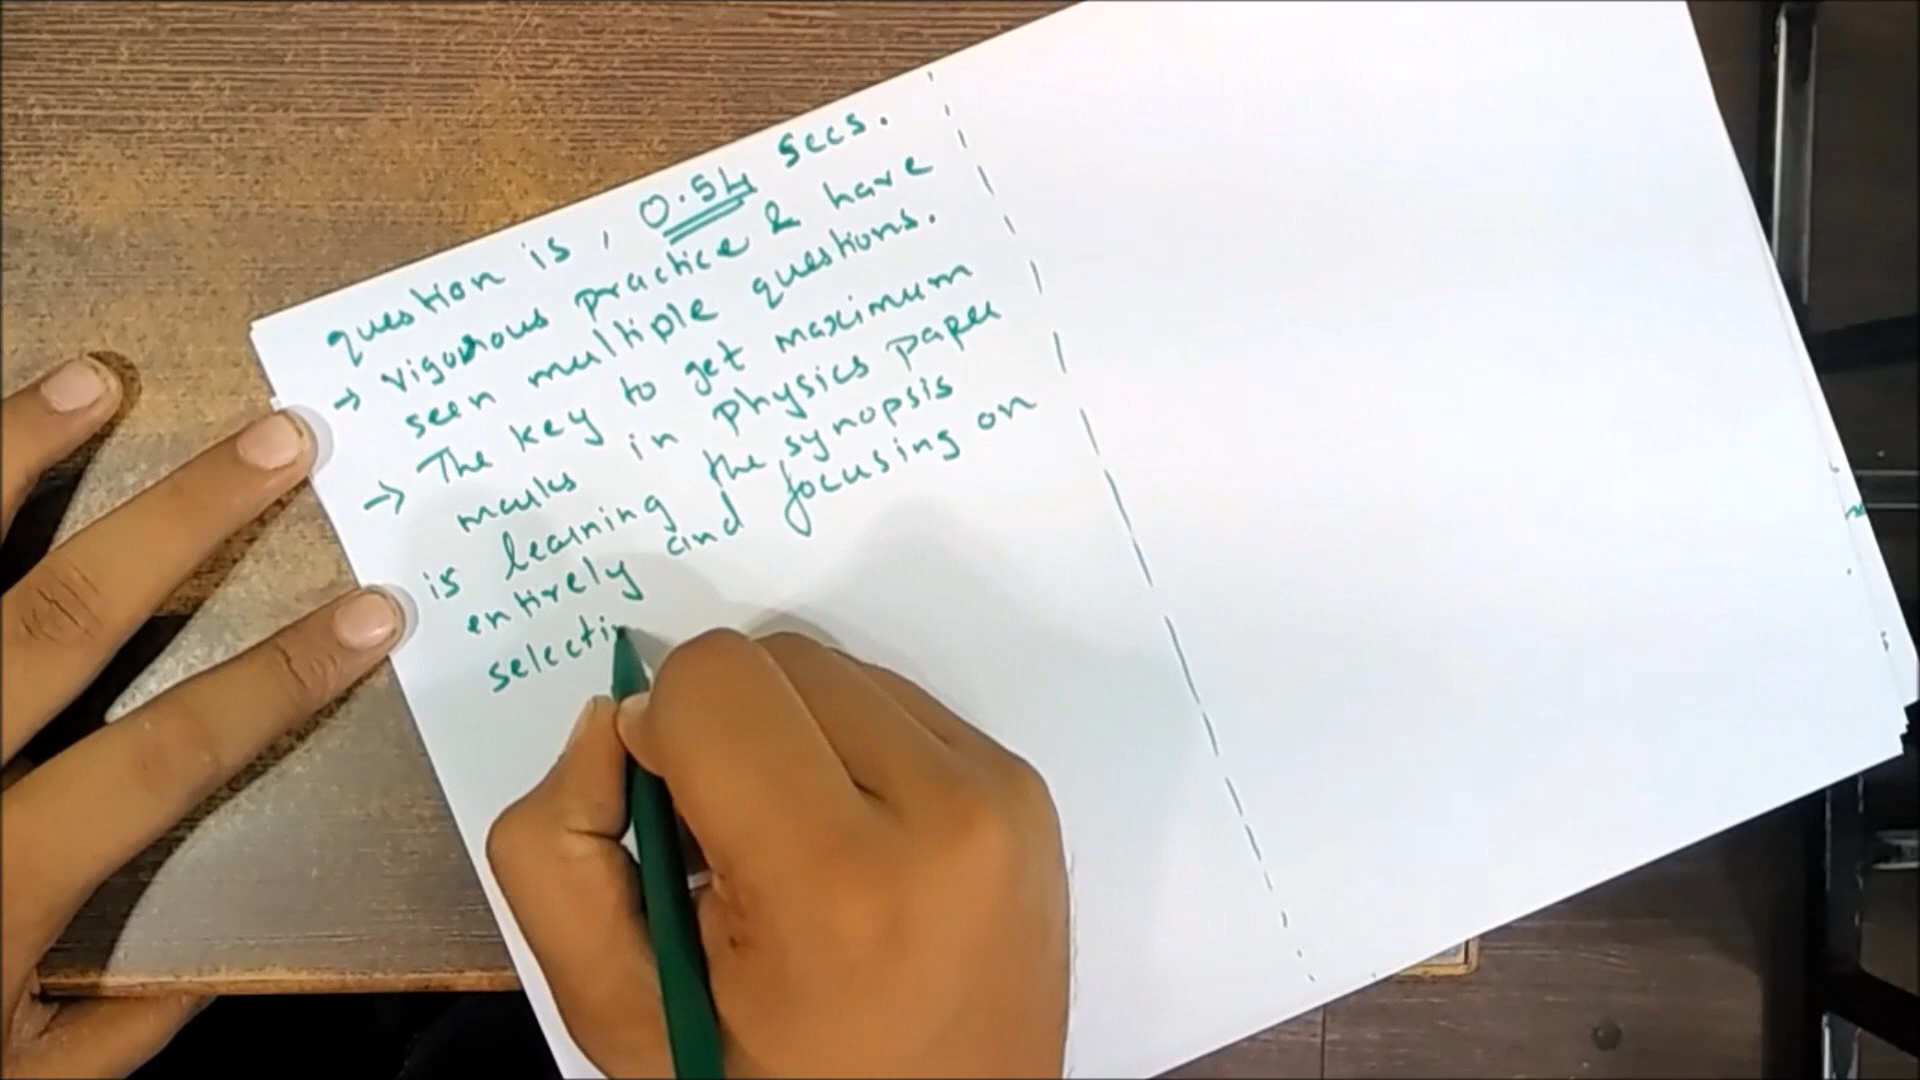 question is, 0.54 secs.
→ vigorous practice & have
seen multiple questions.
→ The key to get maximum
marks in physics paper
is learning the synopsis
entirely and focusing on
selectin